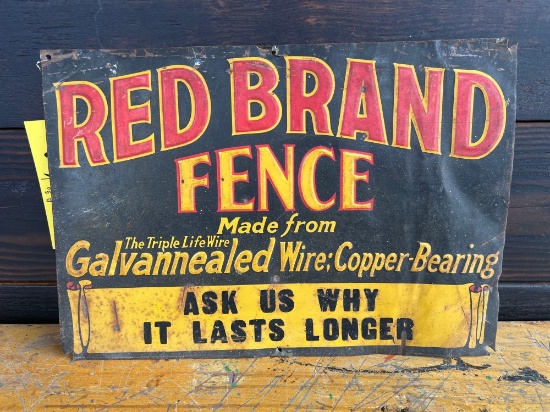 RED BRAND
FENCE
Made from
The Triple Life Wire
Galvannealed Wire; Copper-Bearing
ASK US WHY
IT LASTS LONGER